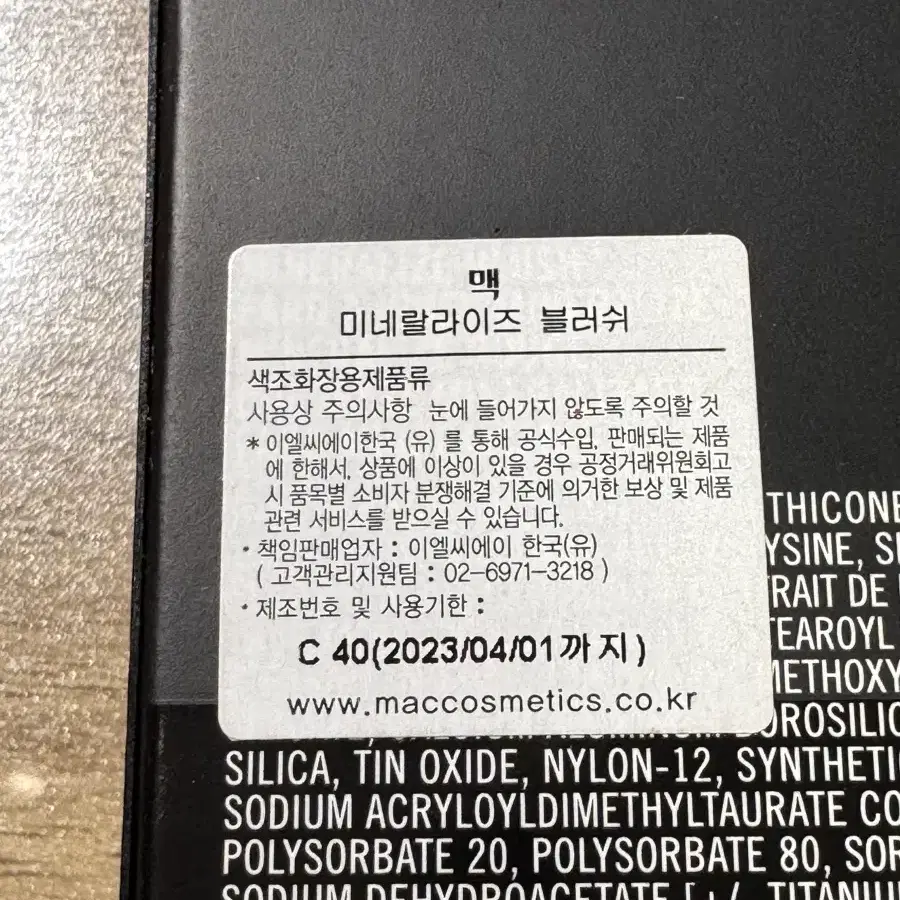 맥
미네랄라이즈 블러쉬
색조화장용제품류
사용상 주의사항 눈에 들어가지 않도록 주의할 것
* 이엘씨에이한국 (유) 를 통해 공식수입, 판매되는 제품
에 한해서, 상품에 이상이 있을 경우 공정거래위원회고
시 품목별 소비자 분쟁해결 기준에 의거한 보상 및 제품
관련 서비스를 받으실 수 있습니다.
• 책임판매업자 : 이엘씨에이 한국(유)
( 고객관리지원팀 : 02-6971-3218 )
• 제조번호 및 사용기한 :
C 40(2023/04/01까지)
www.maccosmetics.co.kr
THICONE
YSINE, S
RAIT DE
TEAROYL
METHOXY
OROSILIC
SILICA, TIN OXIDE, NYLON-12, SYNTHETI
SODIUM ACRYLOYLDIMETHYLTAURATE CO
POLYSORBATE 20, POLYSORBATE 80, SOR
SODIUM DEHYDROACETATE [+/- TITANIU